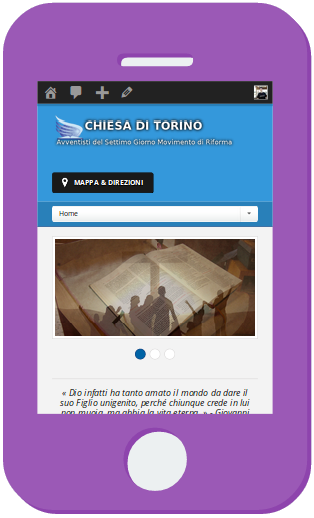 CHIESA DI TORINO
Avventisti del Settimo Giorno Movimento di Riforma
MAPPA & DIREZIONI
Home
« Dio infatti ha tanto amato il mondo da dare il
suo Figlio unigenito, perché chiunque crede in lui
non muoia, ma abbia la vita eterna. » - Giovanni